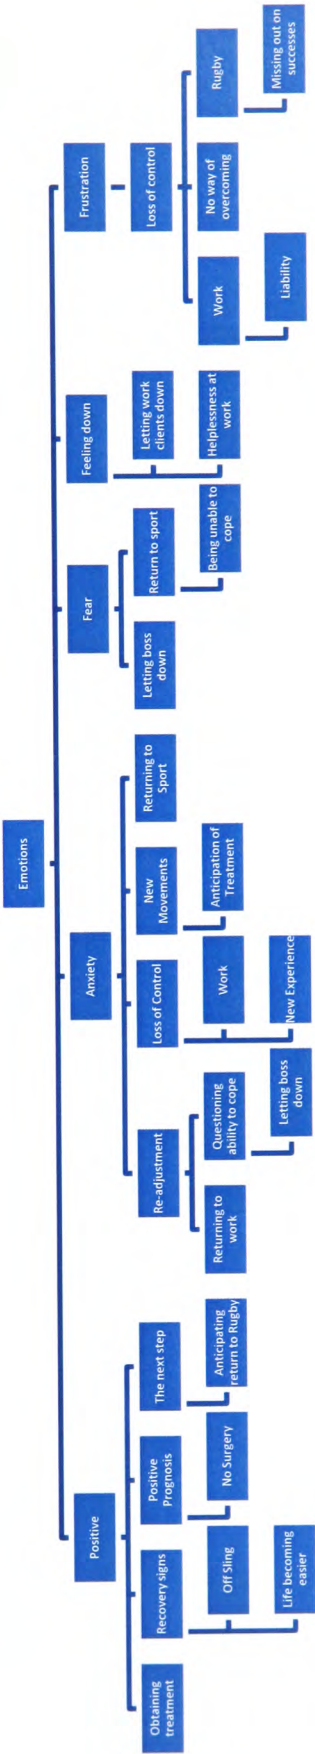 Emotions
Positive
Anxiety
Fear
Feeling down
Frustration
Obtaining
treatment
Recovery signs
Positive
Prognosis
The next step
Re-adjustment
Loss of Control
New
Movements
Returning to
Sport
Letting boss
down
Return to sport
Letting work
clients down
Helplessness at
work
Loss of control
Off Sling
Life becoming
easier
No Surgery
Anticipating
return to Rugby
Returning to
work
Questioning
ability to cope
Letting boss
down
Work
New Experience
Anticipation of
Treatment
Being unable to
cope
Work
No way of
overcoming
Rugby
Liability
Missing out on
successes